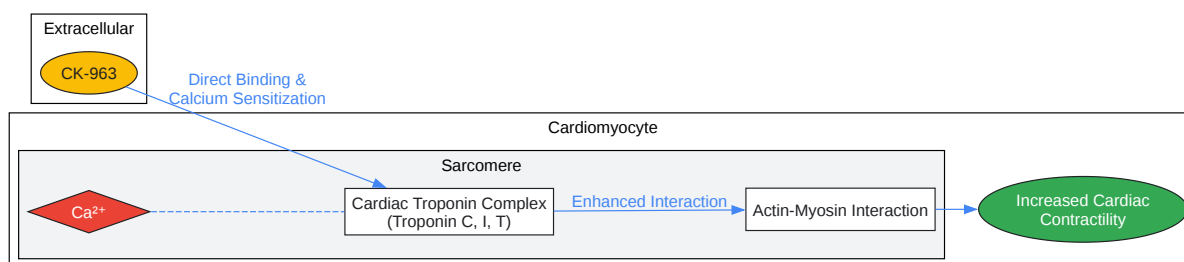 Extracellular
CK-963
Direct Binding &
Calcium Sensitization
Cardiomyocyte
Sarcomere
Ca²⁺
Cardiac Troponin Complex
(Troponin C, I, T)
Enhanced Interaction
Actin-Myosin Interaction
Increased Cardiac
Contractility